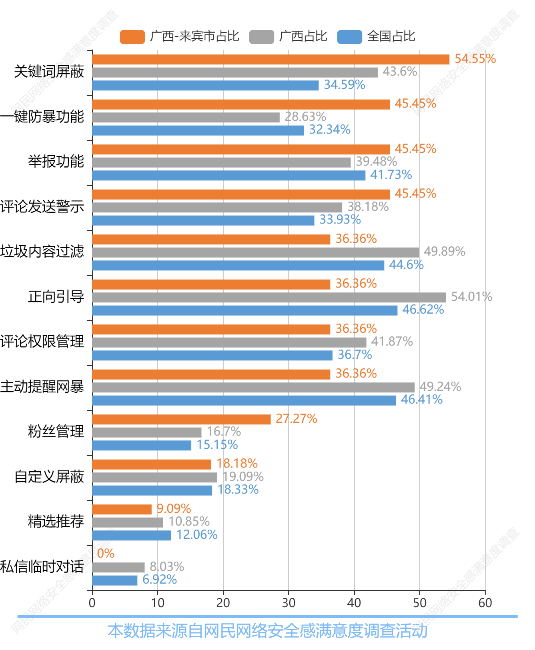 广西-来宾市占比 广西占比 全国占比
关键词屏蔽 54.55% 43.6% 34.59%
一键防暴功能 45.45% 28.63% 32.34%
举报功能 45.45% 39.48% 41.73%
评论发送警示 45.45% 38.18% 33.93%
垃圾内容过滤 36.36% 49.89% 44.6%
正向引导 36.36% 54.01% 46.62%
评论权限管理 36.36% 41.87% 36.7%
主动提醒网暴 36.36% 49.24% 46.41%
粉丝管理 27.27% 16.7% 15.15%
自定义屏蔽 18.18% 19.09% 18.33%
精选推荐 9.09% 10.85% 12.06%
私信临时对话 0% 8.03% 6.92%
0 10 20 30 40 50 60
本数据来源自网民网络安全感满意度调查活动